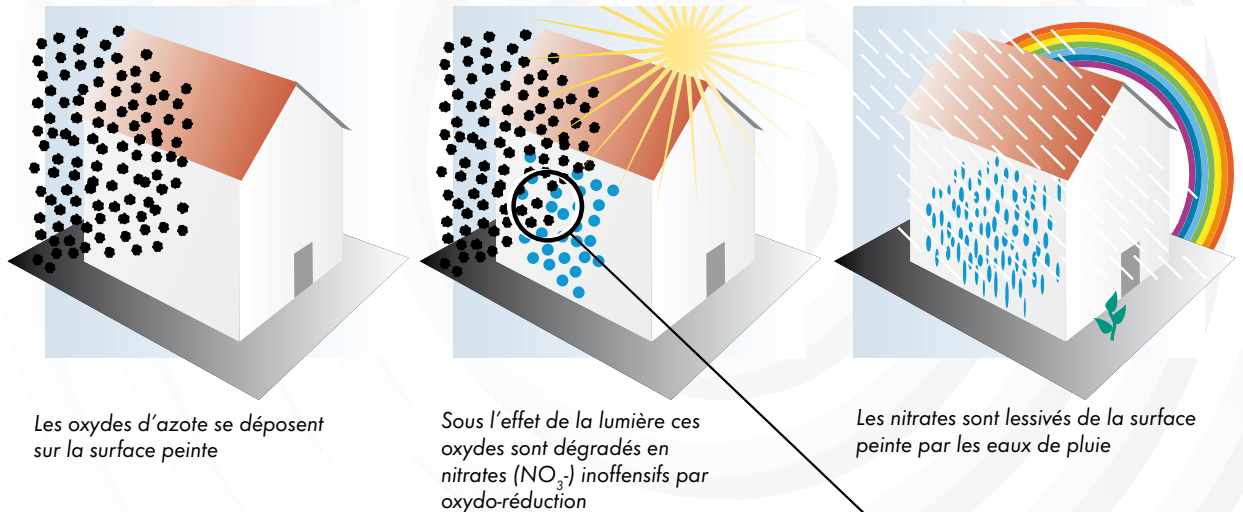 Les oxydes d'azote se déposent
sur la surface peinte
Sous l'effet de la lumière ces
oxydes sont dégradés en
nitrates (NO₃-) inoffensifs par
oxydo-réduction
Les nitrates sont lessivés de la surface
peinte par les eaux de pluie